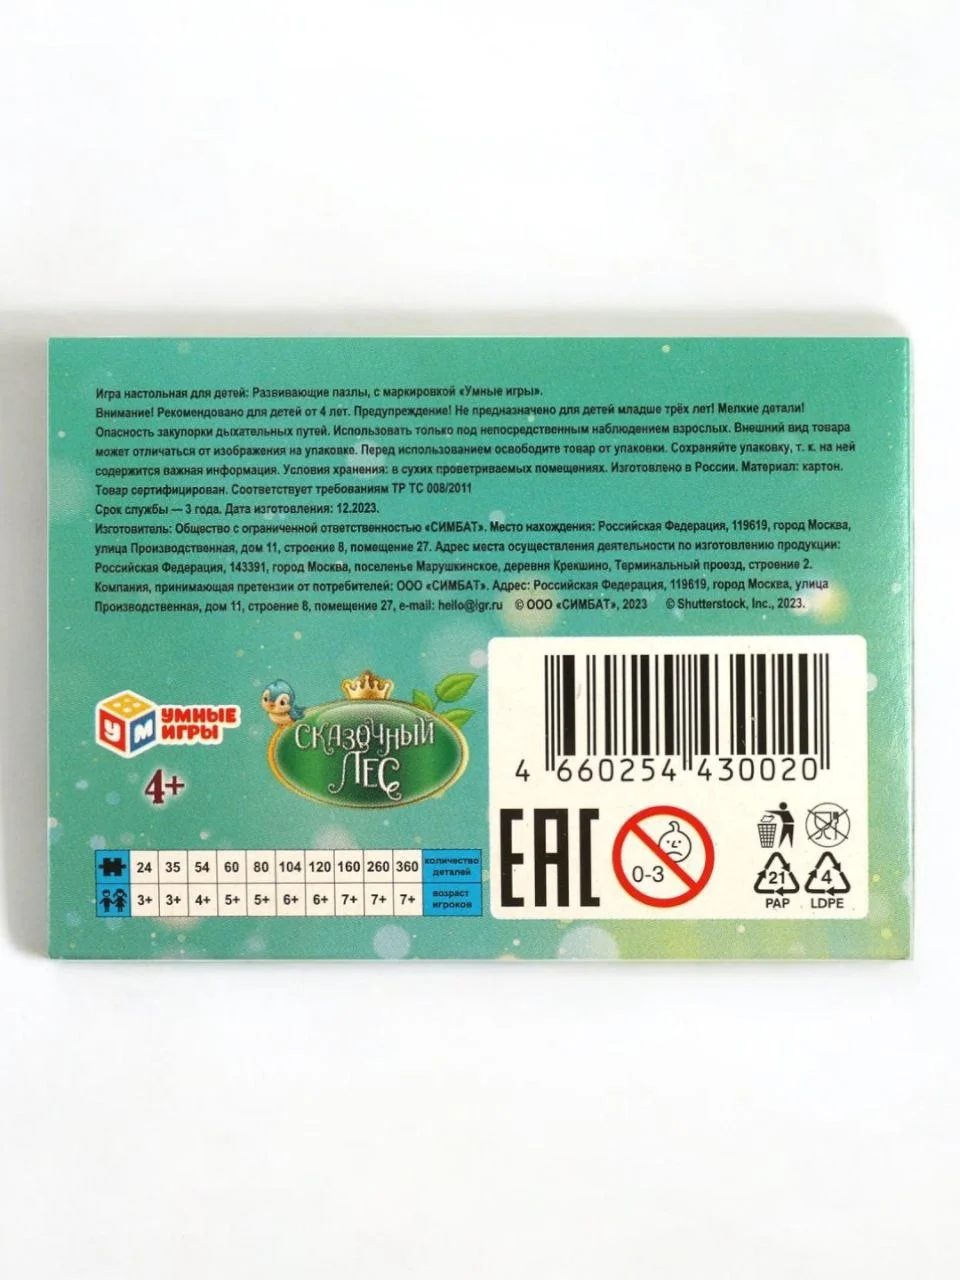 Игра настольная для детей: Развивающие пазлы, с маркировкой «Умные игры».
Внимание! Рекомендовано для детей от 4 лет. Предупреждение! Не предназначено для детей младше трёх лет! Мелкие детали!
Опасность закупорки дыхательных путей. Использовать только под непосредственным наблюдением взрослых. Внешний вид товара
может отличаться от изображения на упаковке. Перед использованием освободите товар от упаковки. Сохраняйте упаковку, т. к. на ней
содержится важная информация. Условия хранения: в сухих проветриваемых помещениях. Изготовлено в России. Материал: картон.
Товар сертифицирован. Соответствует требованиям ТР ТС 008/2011
Срок службы — 3 года. Дата изготовления: 12.2023.
Изготовитель: Общество с ограниченной ответственностью «СИМБАТ». Место нахождения: Российская Федерация, 119619, город Москва,
улица Производственная, дом 11, строение 8, помещение 27. Адрес места осуществления деятельности по изготовлению продукции:
Российская Федерация, 143391, город Москва, поселенье Марушкинское, деревня Крекшино, Терминальный проезд, строение 2.
Компания, принимающая претензии от потребителей: ООО «СИМБАТ». Адрес: Российская Федерация, 119619, город Москва, улица
Производственная, дом 11, строение 8, помещение 27, e-mail: hello@igr.ru © ООО «СИМБАТ», 2023 © Shutterstock, Inc., 2023.
УМ УМНЫЕ
ИГРЫ
4+
СКАЗОЧНЫЙ
ЛЕС
4 660254 430020
EAC
0-3
21
PAP
4
LDPE
24 35 54 60 80 104 120 160 260 360 количество
деталей
3+ 3+ 4+ 5+ 5+ 6+ 6+ 7+ 7+ 7+ возраст
игроков